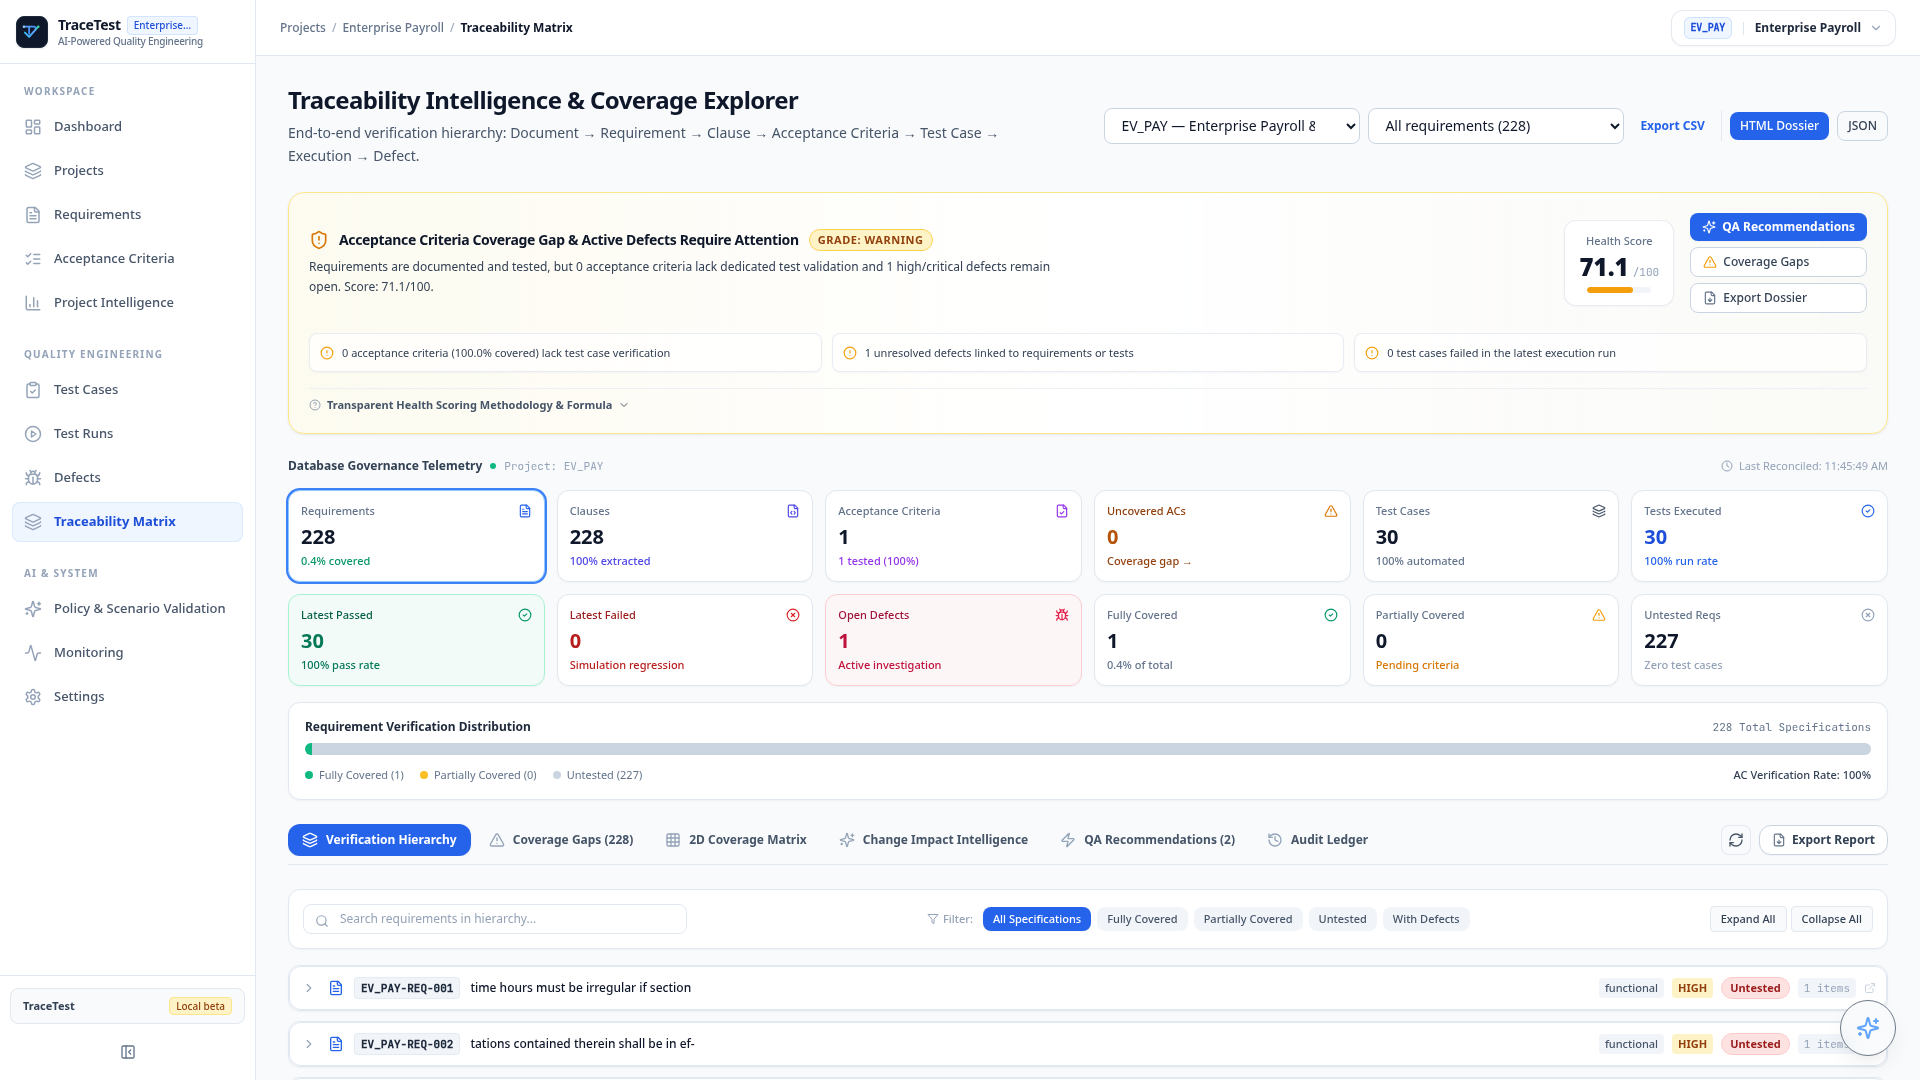 TraceTest Enterprise...
AI-Powered Quality Engineering
WORKSPACE
Dashboard
Projects
Requirements
Acceptance Criteria
Project Intelligence
QUALITY ENGINEERING
Test Cases
Test Runs
Defects
Traceability Matrix
AI & SYSTEM
Policy & Scenario Validation
Monitoring
Settings
TraceTest Local beta
Projects / Enterprise Payroll / Traceability Matrix
EV_PAY Enterprise Payroll
Traceability Intelligence & Coverage Explorer
End-to-end verification hierarchy: Document → Requirement → Clause → Acceptance Criteria → Test Case →
Execution → Defect.
EV_PAY — Enterprise Payroll & All requirements (228) Export CSV HTML Dossier JSON
Acceptance Criteria Coverage Gap & Active Defects Require Attention GRADE: WARNING
Requirements are documented and tested, but 0 acceptance criteria lack dedicated test validation and 1 high/critical defects remain
open. Score: 71.1/100.
Health Score
71.1 /100
QA Recommendations
Coverage Gaps
Export Dossier
0 acceptance criteria (100.0% covered) lack test case verification
1 unresolved defects linked to requirements or tests
0 test cases failed in the latest execution run
Transparent Health Scoring Methodology & Formula
Database Governance Telemetry Project: EV_PAY
Last Reconciled: 11:45:49 AM
Requirements
228
0.4% covered
Clauses
228
100% extracted
Acceptance Criteria
1
1 tested (100%)
Uncovered ACs
0
Coverage gap →
Test Cases
30
100% automated
Tests Executed
30
100% run rate
Latest Passed
30
100% pass rate
Latest Failed
0
Simulation regression
Open Defects
1
Active investigation
Fully Covered
1
0.4% of total
Partially Covered
0
Pending criteria
Untested Reqs
227
Zero test cases
Requirement Verification Distribution
228 Total Specifications
Fully Covered (1) Partially Covered (0) Untested (227)
AC Verification Rate: 100%
Verification Hierarchy Coverage Gaps (228) 2D Coverage Matrix Change Impact Intelligence QA Recommendations (2) Audit Ledger
Export Report
Search requirements in hierarchy...
Filter: All Specifications Fully Covered Partially Covered Untested With Defects
Expand All Collapse All
EV_PAY-REQ-001 time hours must be irregular if section functional HIGH Untested 1 items
EV_PAY-REQ-002 tations contained therein shall be in ef- functional HIGH Untested 1